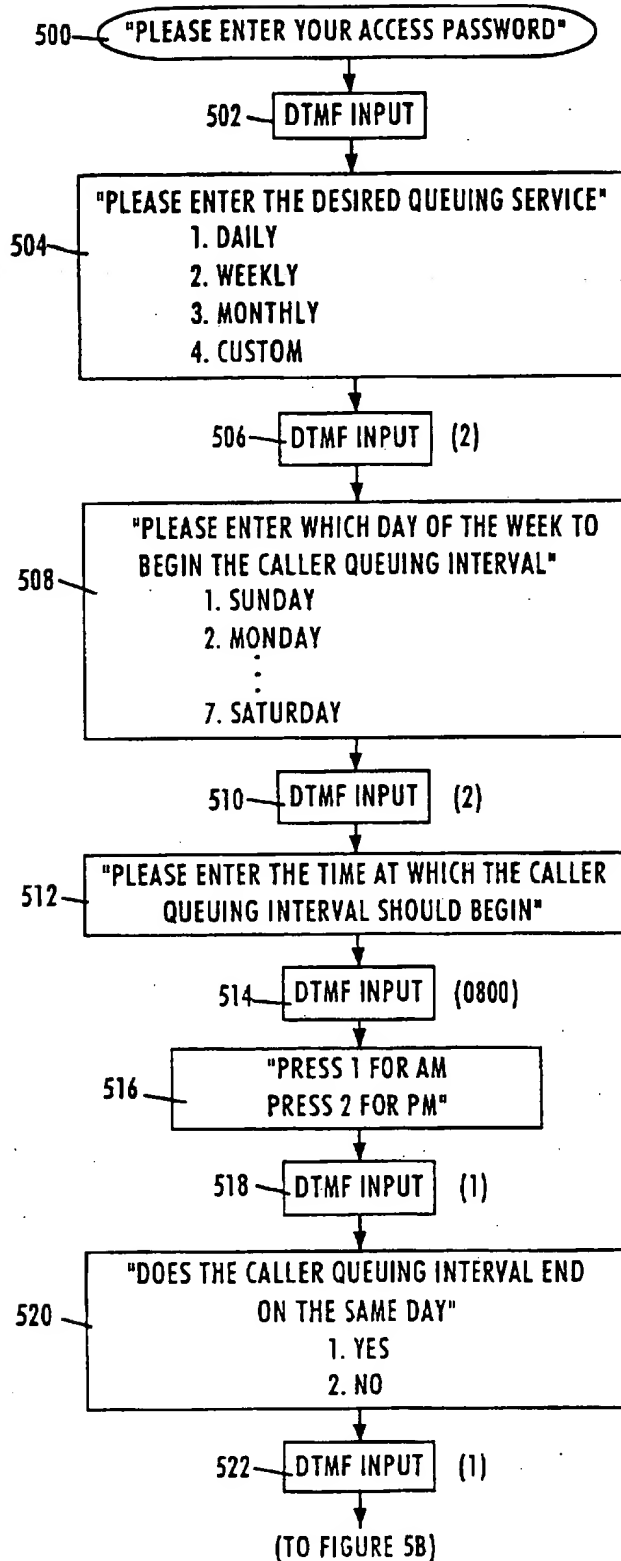 500 "PLEASE ENTER YOUR ACCESS PASSWORD"
502 DTMF INPUT
"PLEASE ENTER THE DESIRED QUEUING SERVICE"
504
1. DAILY
2. WEEKLY
3. MONTHLY
4. CUSTOM
506 DTMF INPUT (2)
"PLEASE ENTER WHICH DAY OF THE WEEK TO
BEGIN THE CALLER QUEUING INTERVAL"
508
1. SUNDAY
2. MONDAY
.
.
.
7. SATURDAY
510 DTMF INPUT (2)
512
"PLEASE ENTER THE TIME AT WHICH THE CALLER
QUEUING INTERVAL SHOULD BEGIN"
514 DTMF INPUT (0800)
516
"PRESS 1 FOR AM
PRESS 2 FOR PM"
518 DTMF INPUT (1)
"DOES THE CALLER QUEUING INTERVAL END
ON THE SAME DAY"
520
1. YES
2. NO
522 DTMF INPUT (1)
(TO FIGURE 5B)